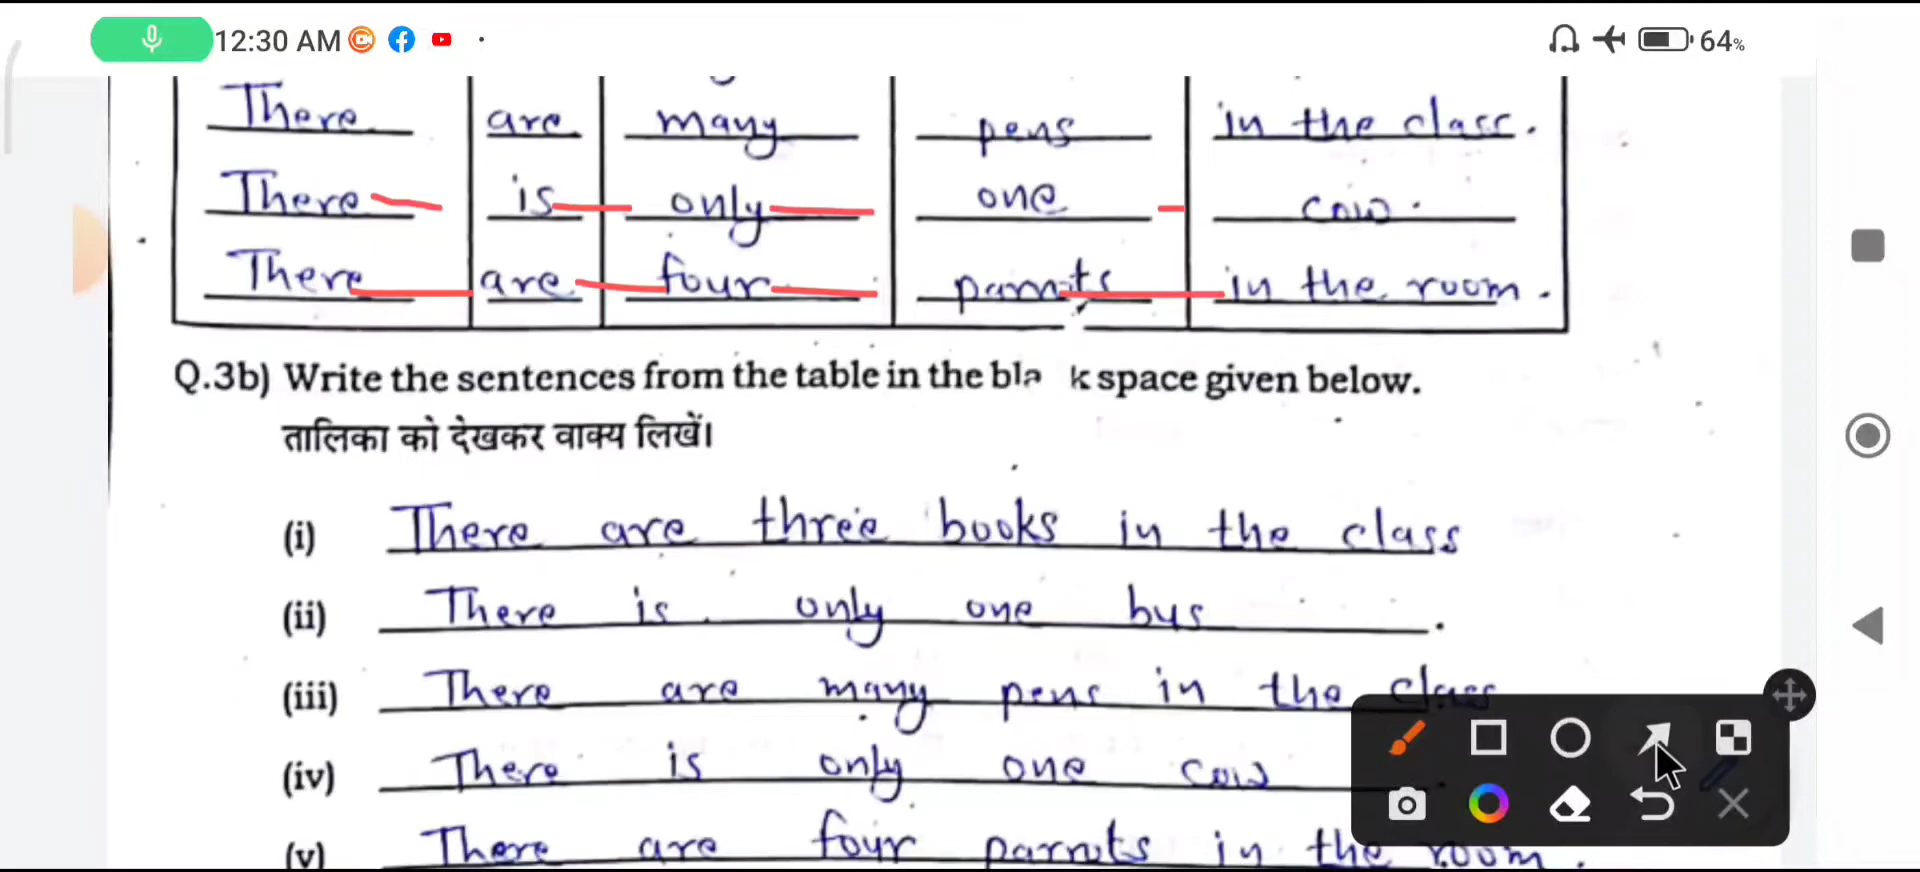 12:30 AM 64%
There are many pens in the class.
There is only one cow.
There are four parrots in the room.
Q.3b) Write the sentences from the table in the bla k space given below.
तालिका को देखकर वाक्य लिखें।
(i) There are three books in the class
(ii) There is only one bus .
(iii) There are many pens in the class
(iv) There is only one cow
(v) There are four parrots in the room.